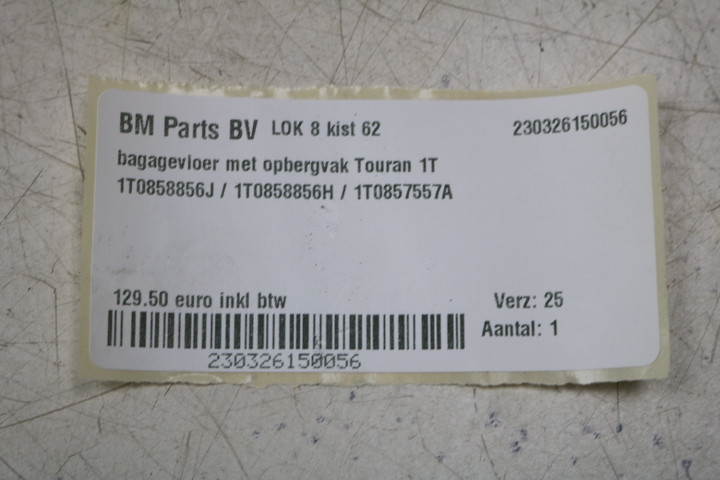 BM Parts BV LOK 8 kist 62 230326150056
bagagevloer met opbergvak Touran 1T
1T0858856J / 1T0858856H / 1T0857557A
129.50 euro inkl btw Verz: 25
Aantal: 1
230326150056